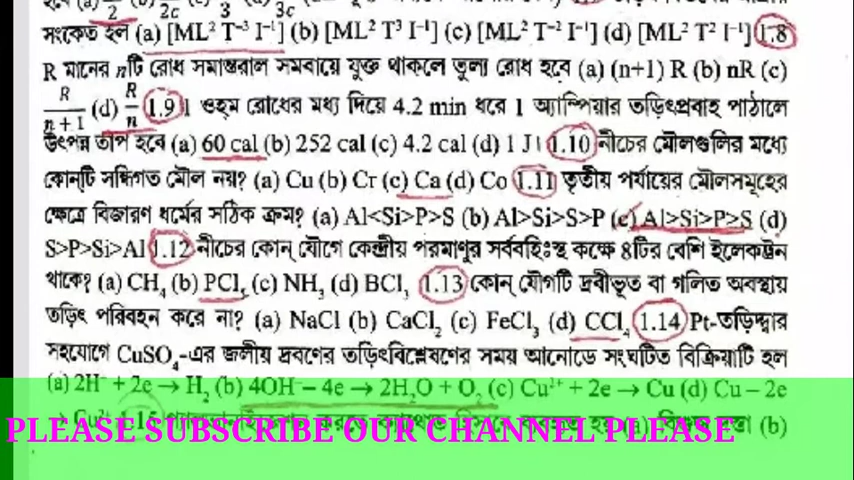 সংকেত হল (a) [ML² T⁻³ I⁻¹] (b) [ML² T³ I⁻¹] (c) [ML² T⁻² I⁻¹] (d) [ML² T² I⁻¹] 1.8
R মানের nটি রোধ সমান্তরাল সমবায়ে যুক্ত থাকলে তুল্য রোধ হবে (a) (n+1) R (b) nR (c)
R/n+1 (d) R/n 1.9 1 ওহম রোধের মধ্য দিয়ে 4.2 min ধরে 1 অ্যাম্পিয়ার তড়িৎপ্রবাহ পাঠালে
উৎপন্ন তাপ হবে (a) 60 cal (b) 252 cal (c) 4.2 cal (d) 1 J। 1.10 নীচের মৌলগুলির মধ্যে
কোন্‌টি সন্ধিগত মৌল নয়? (a) Cu (b) Cr (c) Ca (d) Co 1.11 তৃতীয় পর্যায়ের মৌলসমূহের
ক্ষেত্রে বিজারণ ধর্মের সঠিক ক্রম? (a) Al<Si>P>S (b) Al>Si>S>P (c) Al>Si>P>S (d)
S>P>Si>Al 1.12 নীচের কোন্ যৌগে কেন্দ্রীয় পরমাণুর সর্ববহিঃস্থ কক্ষে ৪টির বেশি ইলেকট্রন
থাকে? (a) CH₄ (b) PCl₅ (c) NH₃ (d) BCl₃ 1.13 কোন্ যৌগটি দ্রবীভূত বা গলিত অবস্থায়
তড়িৎ পরিবহন করে না? (a) NaCl (b) CaCl₂ (c) FeCl₃ (d) CCl₄ 1.14 Pt-তড়িদ্দ্বার
সহযোগে CuSO₄-এর জলীয় দ্রবণের তড়িৎবিশ্লেষণের সময় আনোডে সংঘটিত বিক্রিয়াটি হল
(a) 2H⁺ + 2e → H₂ (b) 4OH⁻ – 4e → 2H₂O + O₂ (c) Cu²⁺ + 2e → Cu (d) Cu – 2e
PLEASE SUBSCRIBE OUR CHANNEL PLEASE
(b)